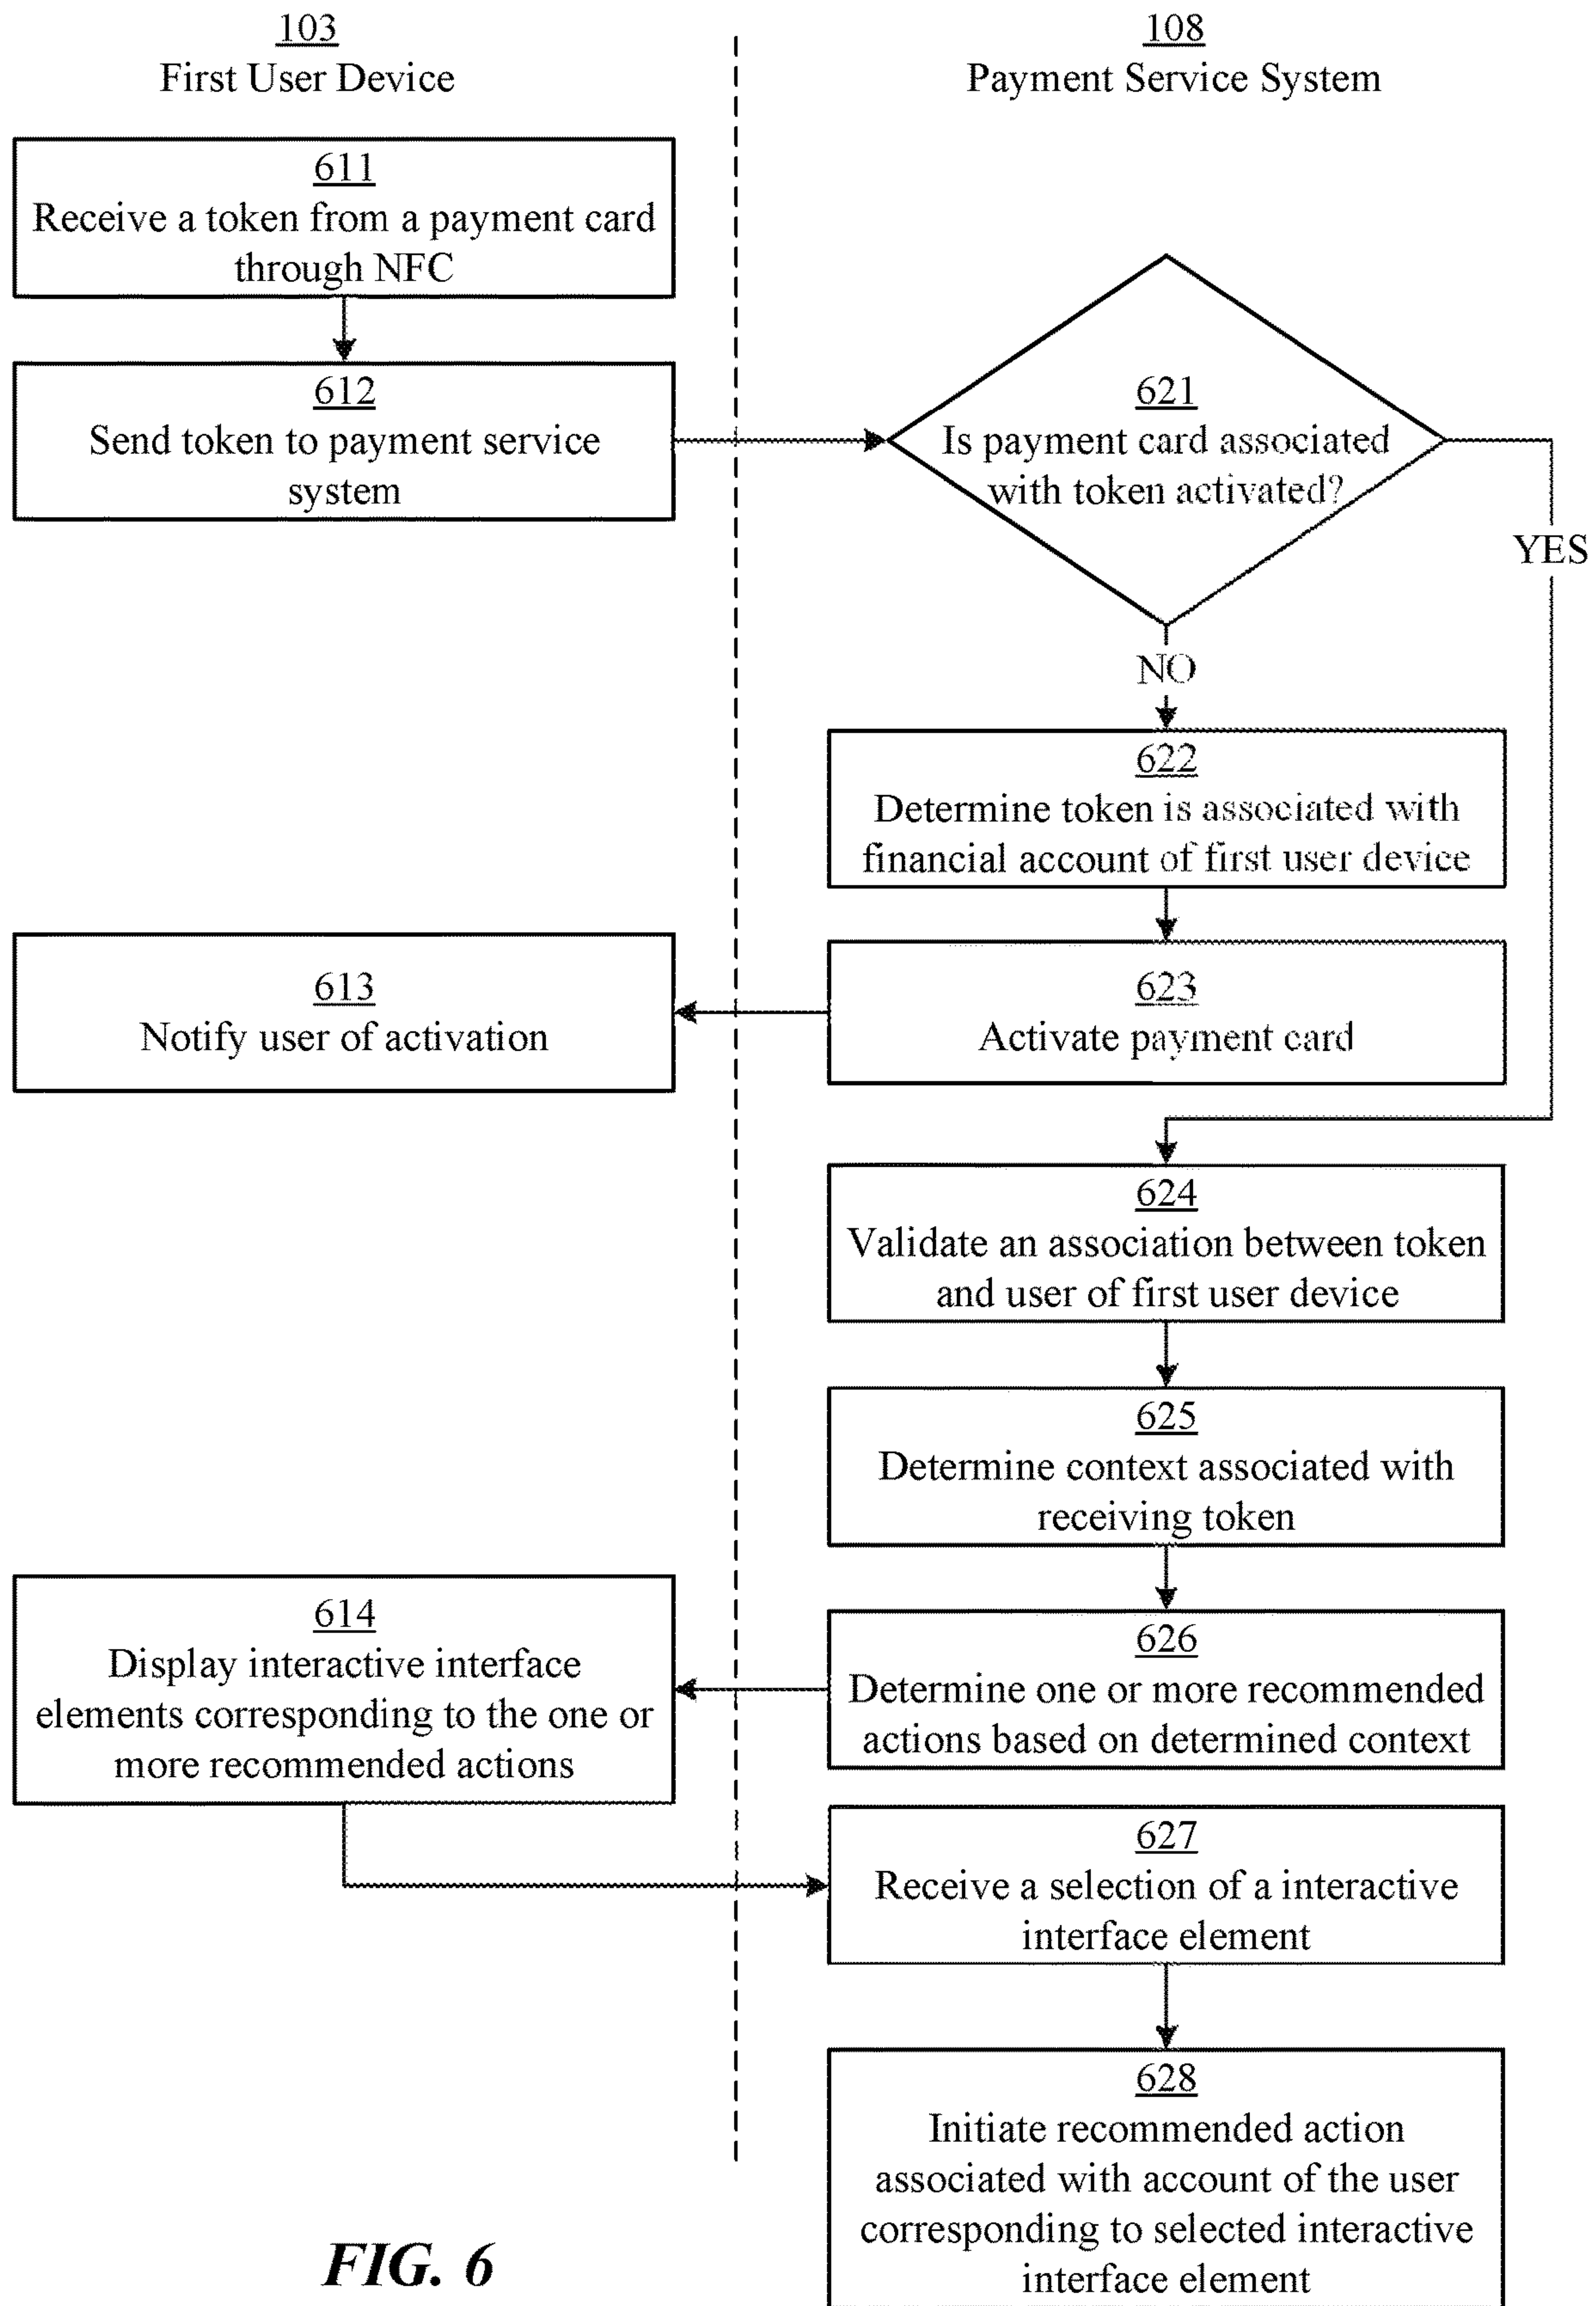 103
First User Device
108
Payment Service System
611
Receive a token from a payment card
through NFC
612
Send token to payment service
system
621
Is payment card associated
with token activated?
YES
NO
622
Determine token is associated with
financial account of first user device
623
Activate payment card
613
Notify user of activation
624
Validate an association between token
and user of first user device
625
Determine context associated with
receiving token
626
Determine one or more recommended
actions based on determined context
614
Display interactive interface
elements corresponding to the one or
more recommended actions
627
Receive a selection of a interactive
interface element
628
Initiate recommended action
associated with account of the user
corresponding to selected interactive
interface element
FIG. 6